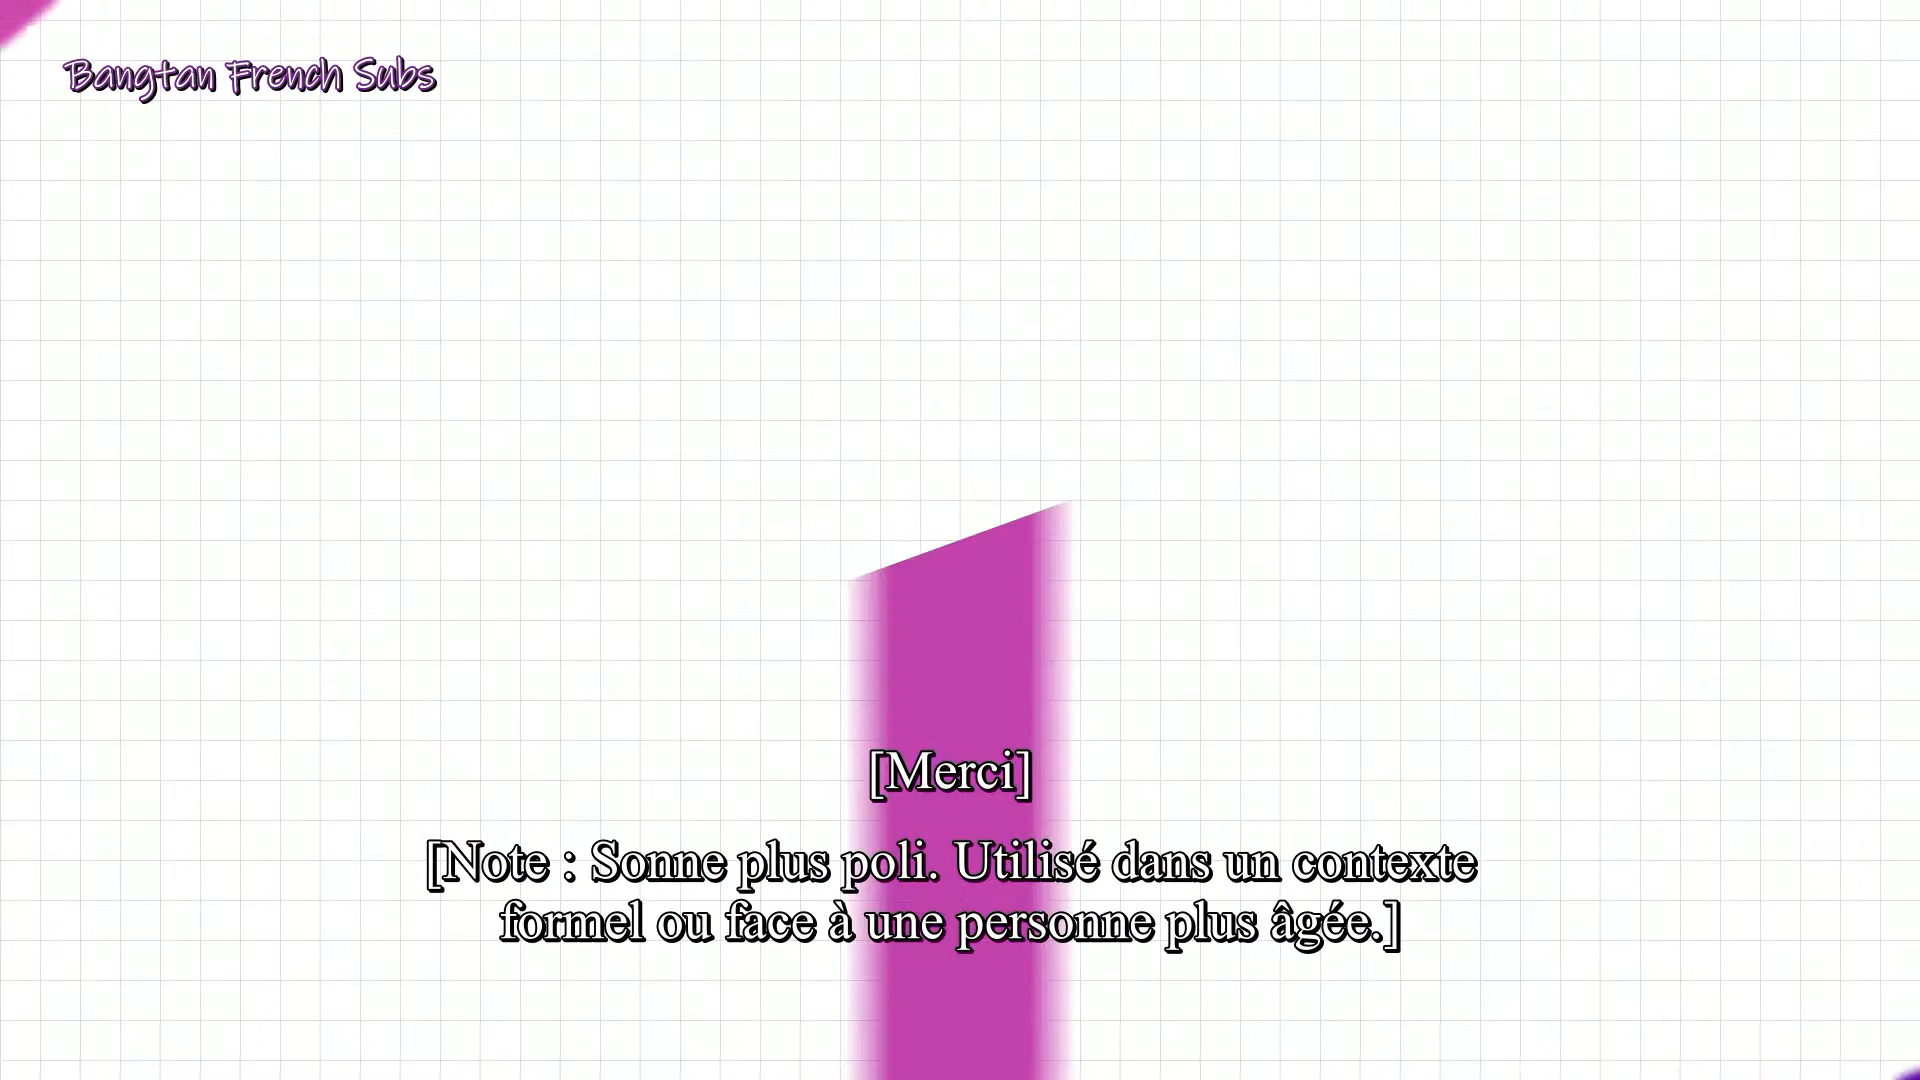 Bangtan French Subs
[Merci]
[Note : Sonne plus poli. Utilisé dans un contexte
formel ou face à une personne plus âgée.]